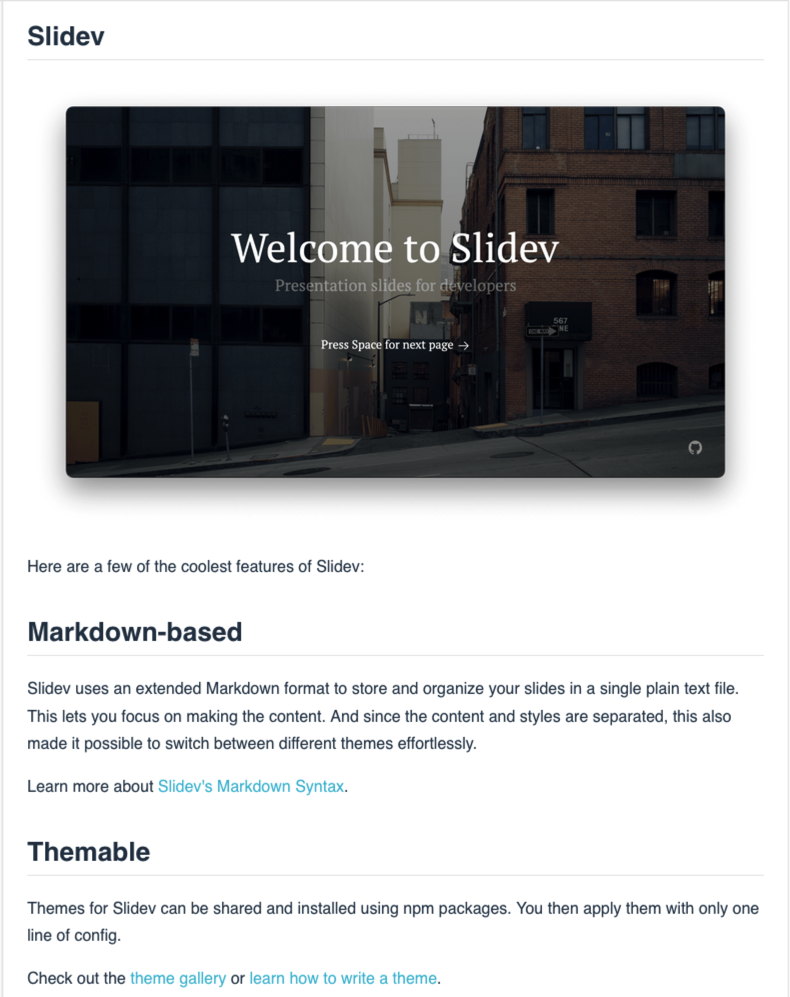 Slidev
Welcome to Slidev
Presentation slides for developers
567
Press Space for next page →
Here are a few of the coolest features of Slidev:
Markdown-based
Slidev uses an extended Markdown format to store and organize your slides in a single plain text file.
This lets you focus on making the content. And since the content and styles are separated, this also
made it possible to switch between different themes effortlessly.
Learn more about Slidev's Markdown Syntax.
Themable
Themes for Slidev can be shared and installed using npm packages. You then apply them with only one
line of config.
Check out the theme gallery or learn how to write a theme.